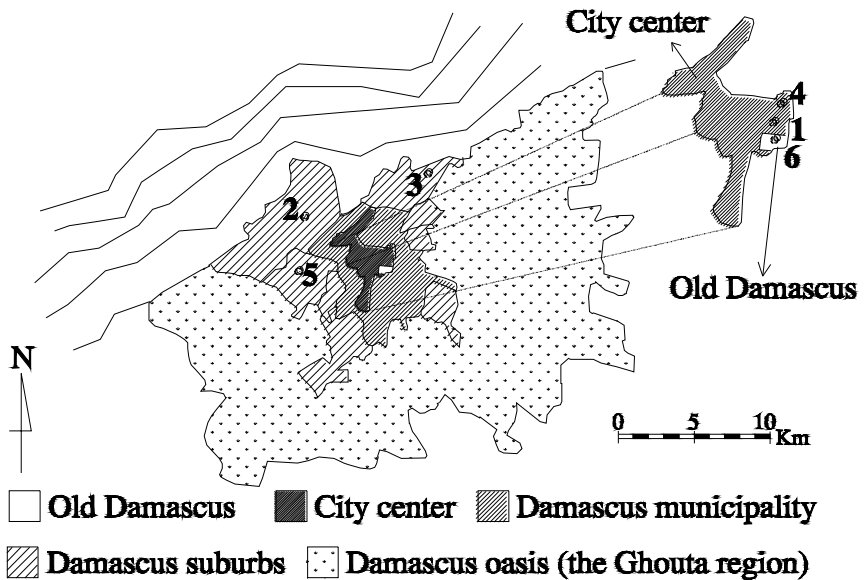 City center
4
1
6
3
2
5
Old Damascus
N
0 5 10
Km
Old Damascus City center Damascus municipality
Damascus suburbs Damascus oasis (the Ghouta region)